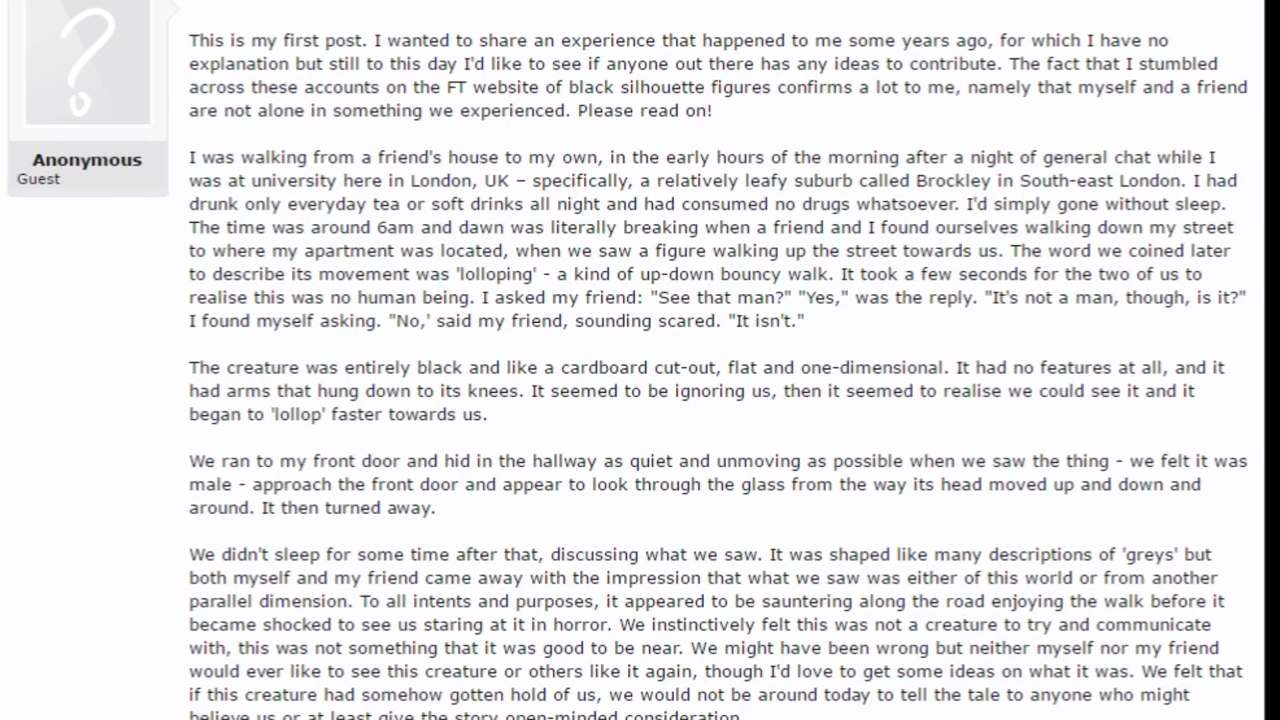 This is my first post. I wanted to share an experience that happened to me some years ago, for which I have no
explanation but still to this day I'd like to see if anyone out there has any ideas to contribute. The fact that I stumbled
across these accounts on the FT website of black silhouette figures confirms a lot to me, namely that myself and a friend
are not alone in something we experienced. Please read on!
Anonymous
Guest
I was walking from a friend's house to my own, in the early hours of the morning after a night of general chat while I
was at university here in London, UK – specifically, a relatively leafy suburb called Brockley in South-east London. I had
drunk only everyday tea or soft drinks all night and had consumed no drugs whatsoever. I'd simply gone without sleep.
The time was around 6am and dawn was literally breaking when a friend and I found ourselves walking down my street
to where my apartment was located, when we saw a figure walking up the street towards us. The word we coined later
to describe its movement was 'lolloping' - a kind of up-down bouncy walk. It took a few seconds for the two of us to
realise this was no human being. I asked my friend: "See that man?" "Yes," was the reply. "It's not a man, though, is it?"
I found myself asking. "No,' said my friend, sounding scared. "It isn't."
The creature was entirely black and like a cardboard cut-out, flat and one-dimensional. It had no features at all, and it
had arms that hung down to its knees. It seemed to be ignoring us, then it seemed to realise we could see it and it
began to 'lollop' faster towards us.
We ran to my front door and hid in the hallway as quiet and unmoving as possible when we saw the thing - we felt it was
male - approach the front door and appear to look through the glass from the way its head moved up and down and
around. It then turned away.
We didn't sleep for some time after that, discussing what we saw. It was shaped like many descriptions of 'greys' but
both myself and my friend came away with the impression that what we saw was either of this world or from another
parallel dimension. To all intents and purposes, it appeared to be sauntering along the road enjoying the walk before it
became shocked to see us staring at it in horror. We instinctively felt this was not a creature to try and communicate
with, this was not something that it was good to be near. We might have been wrong but neither myself nor my friend
would ever like to see this creature or others like it again, though I'd love to get some ideas on what it was. We felt that
if this creature had somehow gotten hold of us, we would not be around today to tell the tale to anyone who might
believe us or at least give the story open-minded consideration.